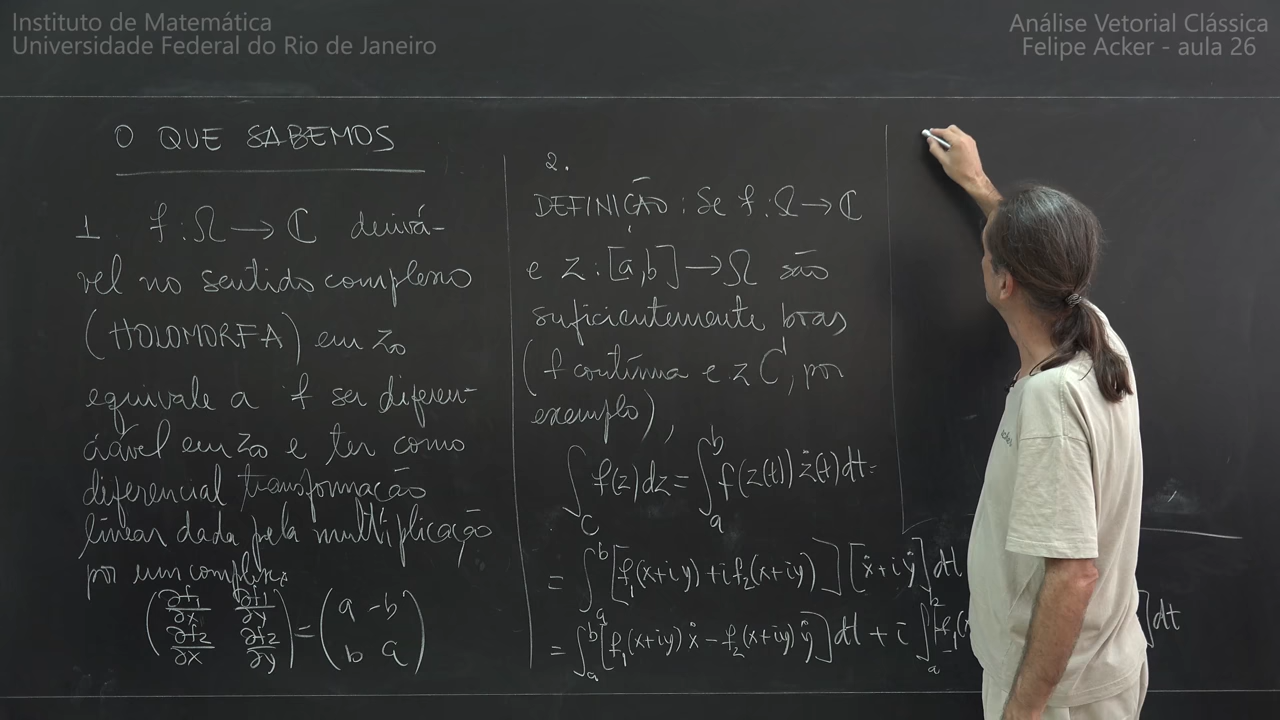 Instituto de Matemática
Universidade Federal do Rio de Janeiro
Análise Vetorial Clássica
Felipe Acker - aula 26
O QUE SABEMOS
1. f : Ω → ℂ derivá-
vel no sentido complexo
(HOLOMORFA) em z₀
equivale a f ser diferen-
ciável em z₀ e ter como
diferencial transformação
linear dada pela multiplicação
por um complexo
(∂f₁/∂x ∂f₁/∂y
∂f₂/∂x ∂f₂/∂y) = (a -b
b a)
2.
DEFINIÇÃO : Se f : Ω → ℂ
e z : [a,b] → Ω são
suficientemente boas
(f contínua e z C¹, por
exemplo),
∫_C f(z)dz = ∫_a^b f(z(t)) ż(t)dt =
= ∫_a^b [f₁(x+iy) + i f₂(x+iy)] [ẋ + iẏ] dt
= ∫_a^b [f₁(x+iy) ẋ - f₂(x+iy) ẏ] dt + i ∫_a^b [f₁(x ]dt